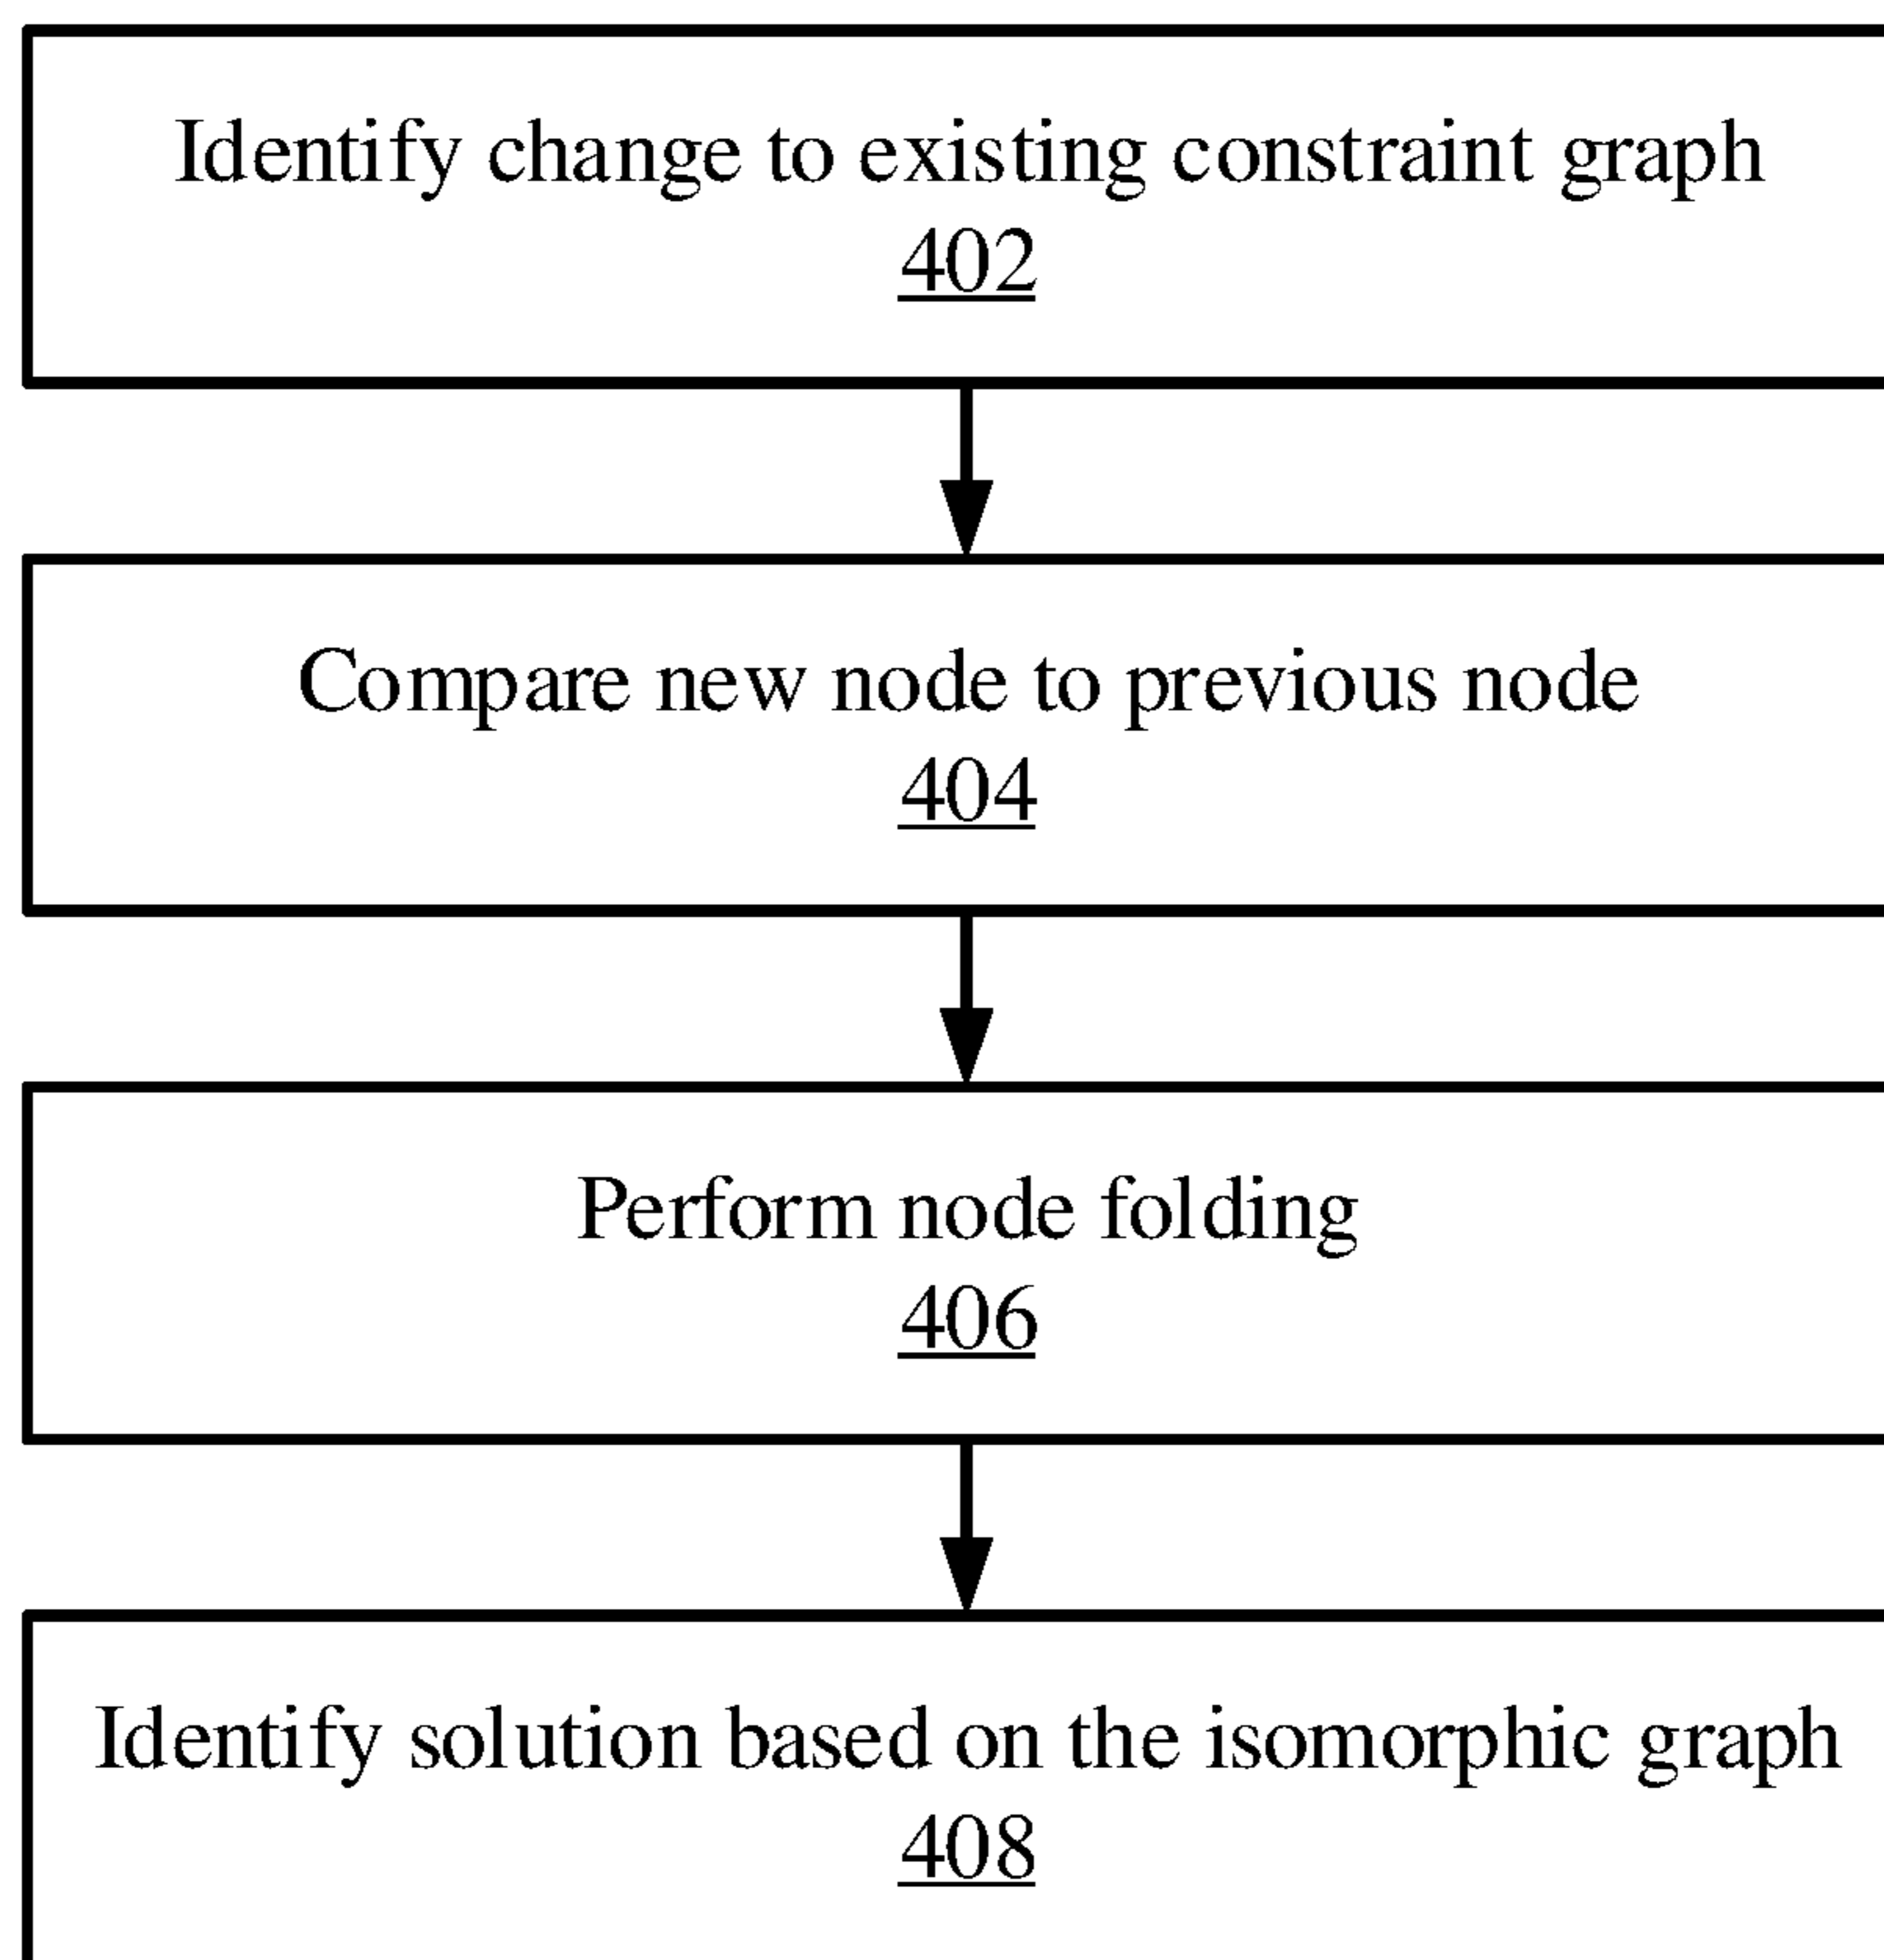 Identify change to existing constraint graph
402
Compare new node to previous node
404
Perform node folding
406
Identify solution based on the isomorphic graph
408